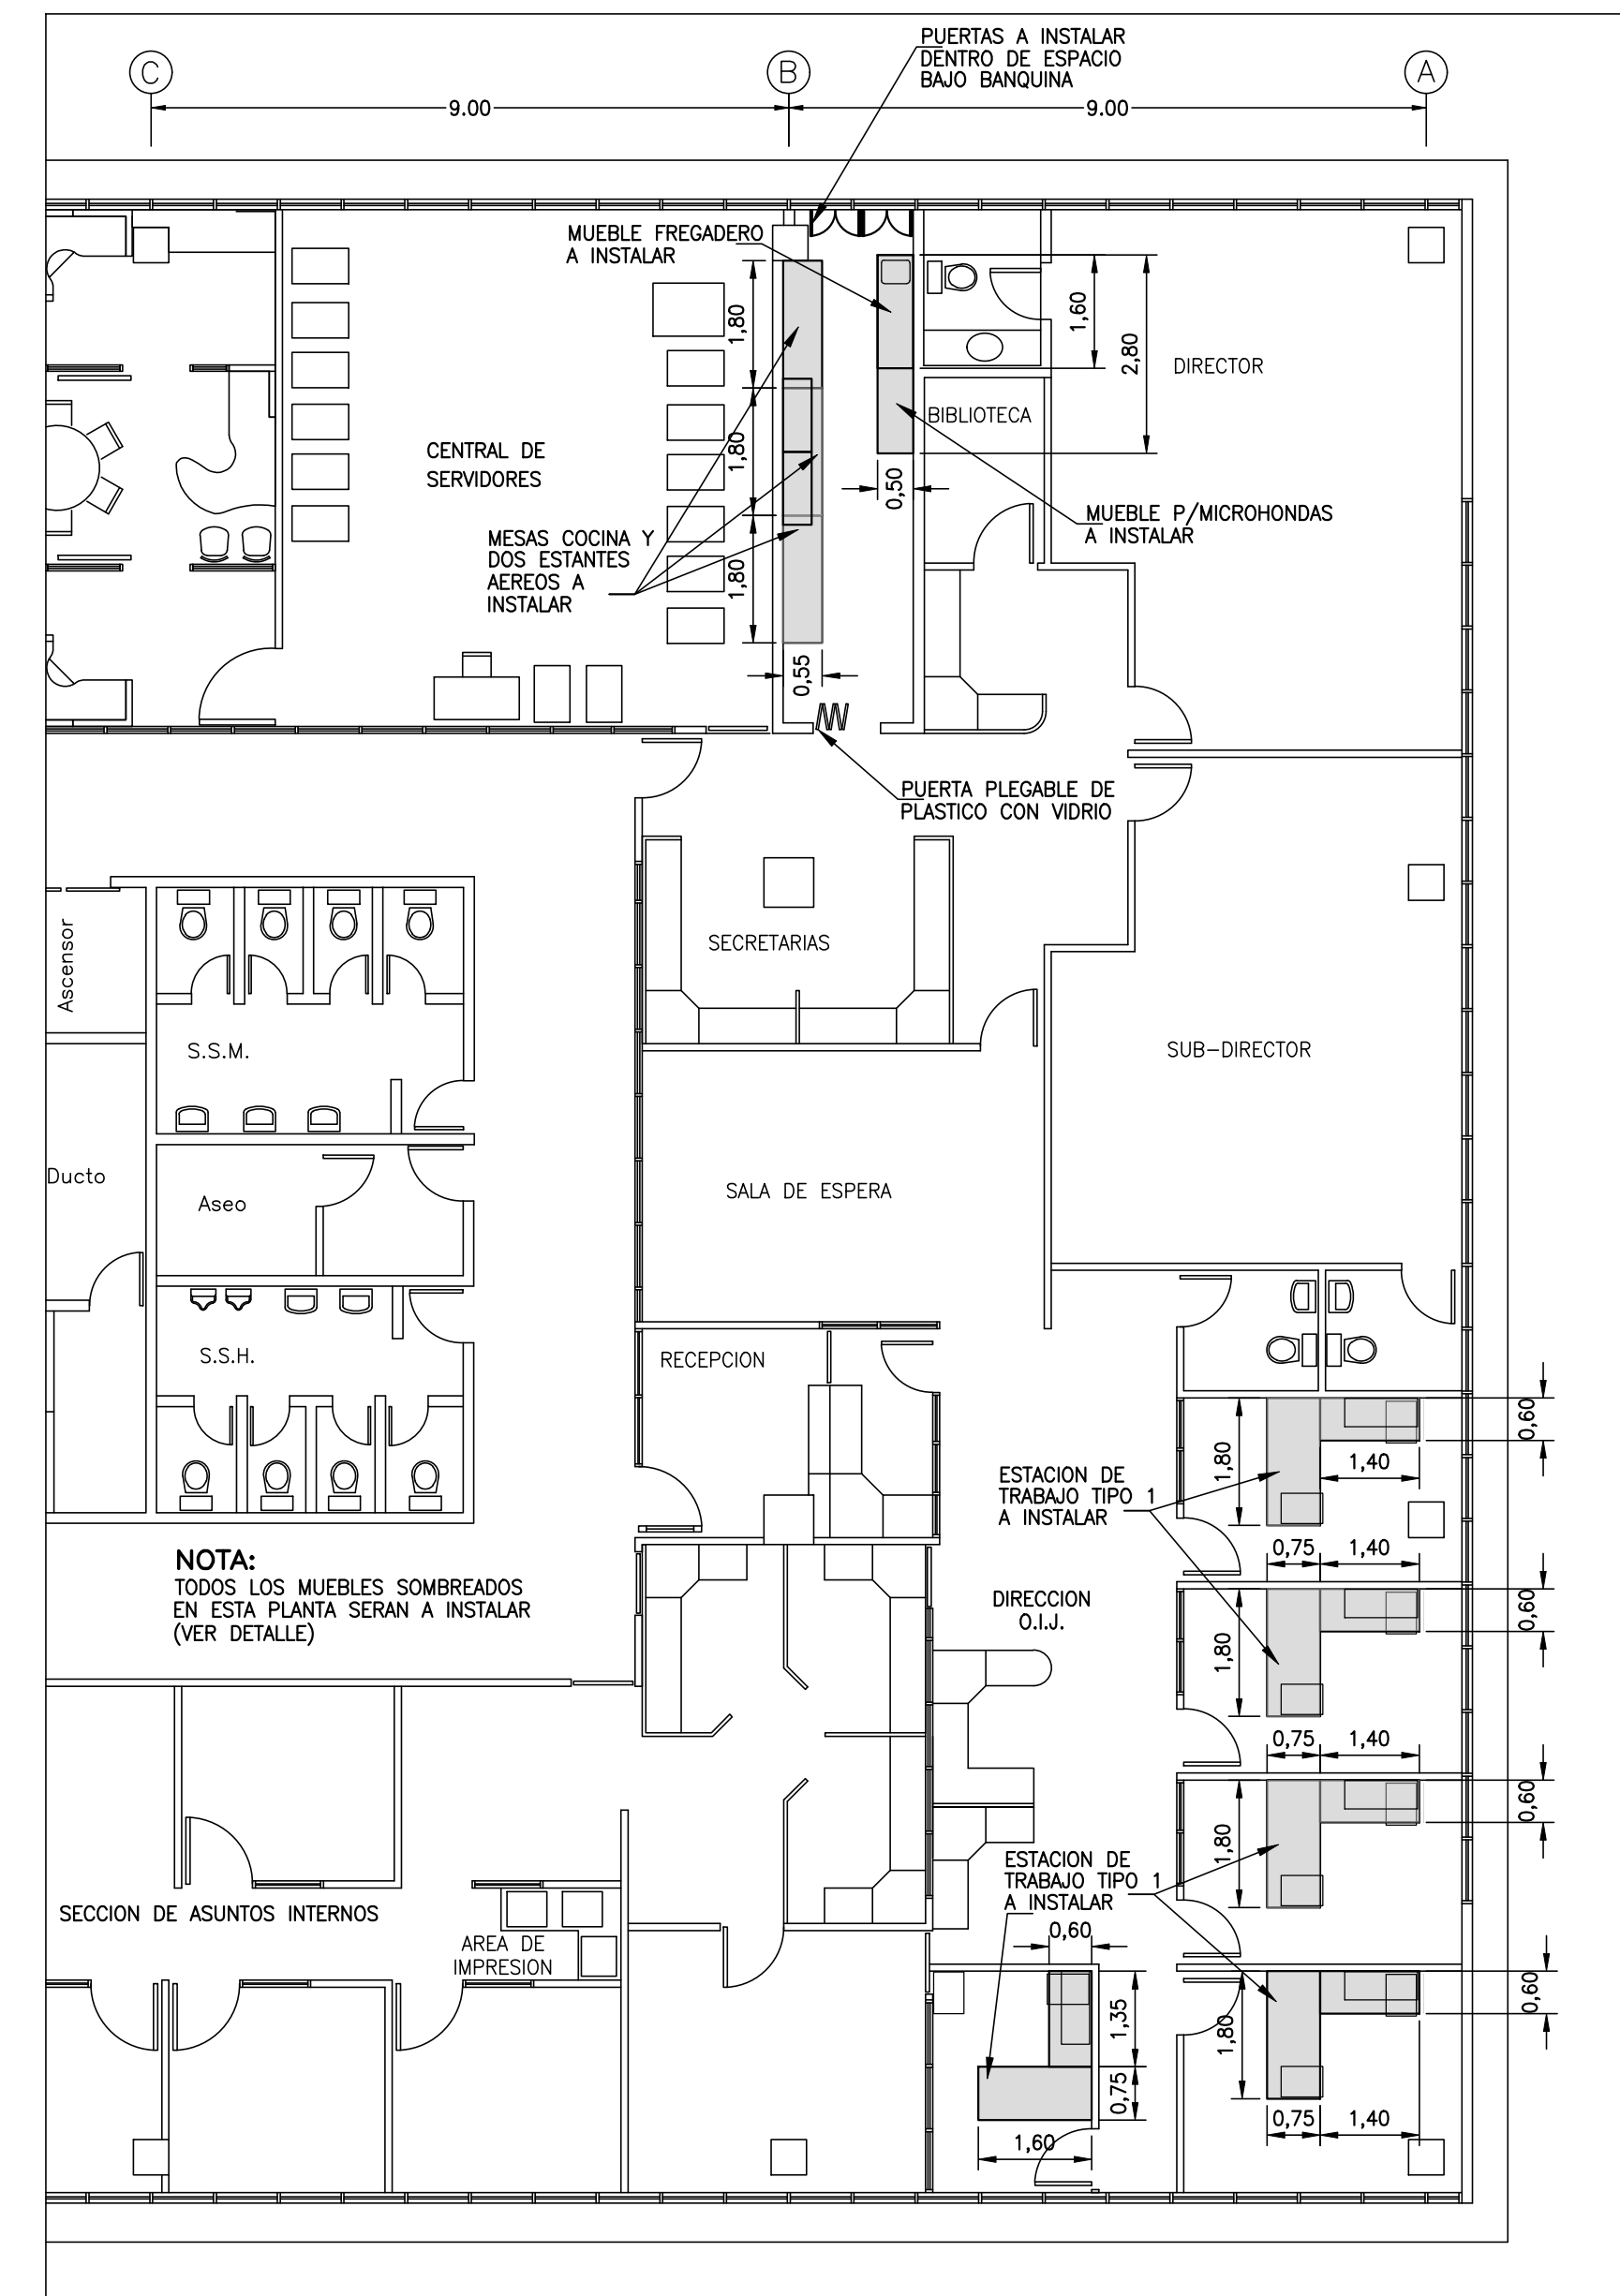 PUERTAS A INSTALAR
DENTRO DE ESPACIO
BAJO BANQUINA
C
B
A
9.00
9.00
MUEBLE FREGADERO
A INSTALAR
1,80
1,80
1,80
1,60
2,80
DIRECTOR
BIBLIOTECA
CENTRAL DE
SERVIDORES
0,50
MUEBLE P/MICROHONDAS
A INSTALAR
MESAS COCINA Y
DOS ESTANTES
AEREOS A
INSTALAR
0,55
PUERTA PLEGABLE DE
PLASTICO CON VIDRIO
Ascensor
SECRETARIAS
S.S.M.
SUB-DIRECTOR
Ducto
Aseo
SALA DE ESPERA
S.S.H.
RECEPCION
0,60
1,80
1,40
ESTACION DE
TRABAJO TIPO 1
A INSTALAR
0,75
1,40
NOTA:
TODOS LOS MUEBLES SOMBREADOS
EN ESTA PLANTA SERAN A INSTALAR
(VER DETALLE)
DIRECCION
O.I.J.
0,60
1,80
0,75
1,40
0,60
1,80
ESTACION DE
TRABAJO TIPO 1
A INSTALAR
SECCION DE ASUNTOS INTERNOS
AREA DE
IMPRESION
0,60
1,35
0,75
1,60
0,60
1,80
0,75
1,40